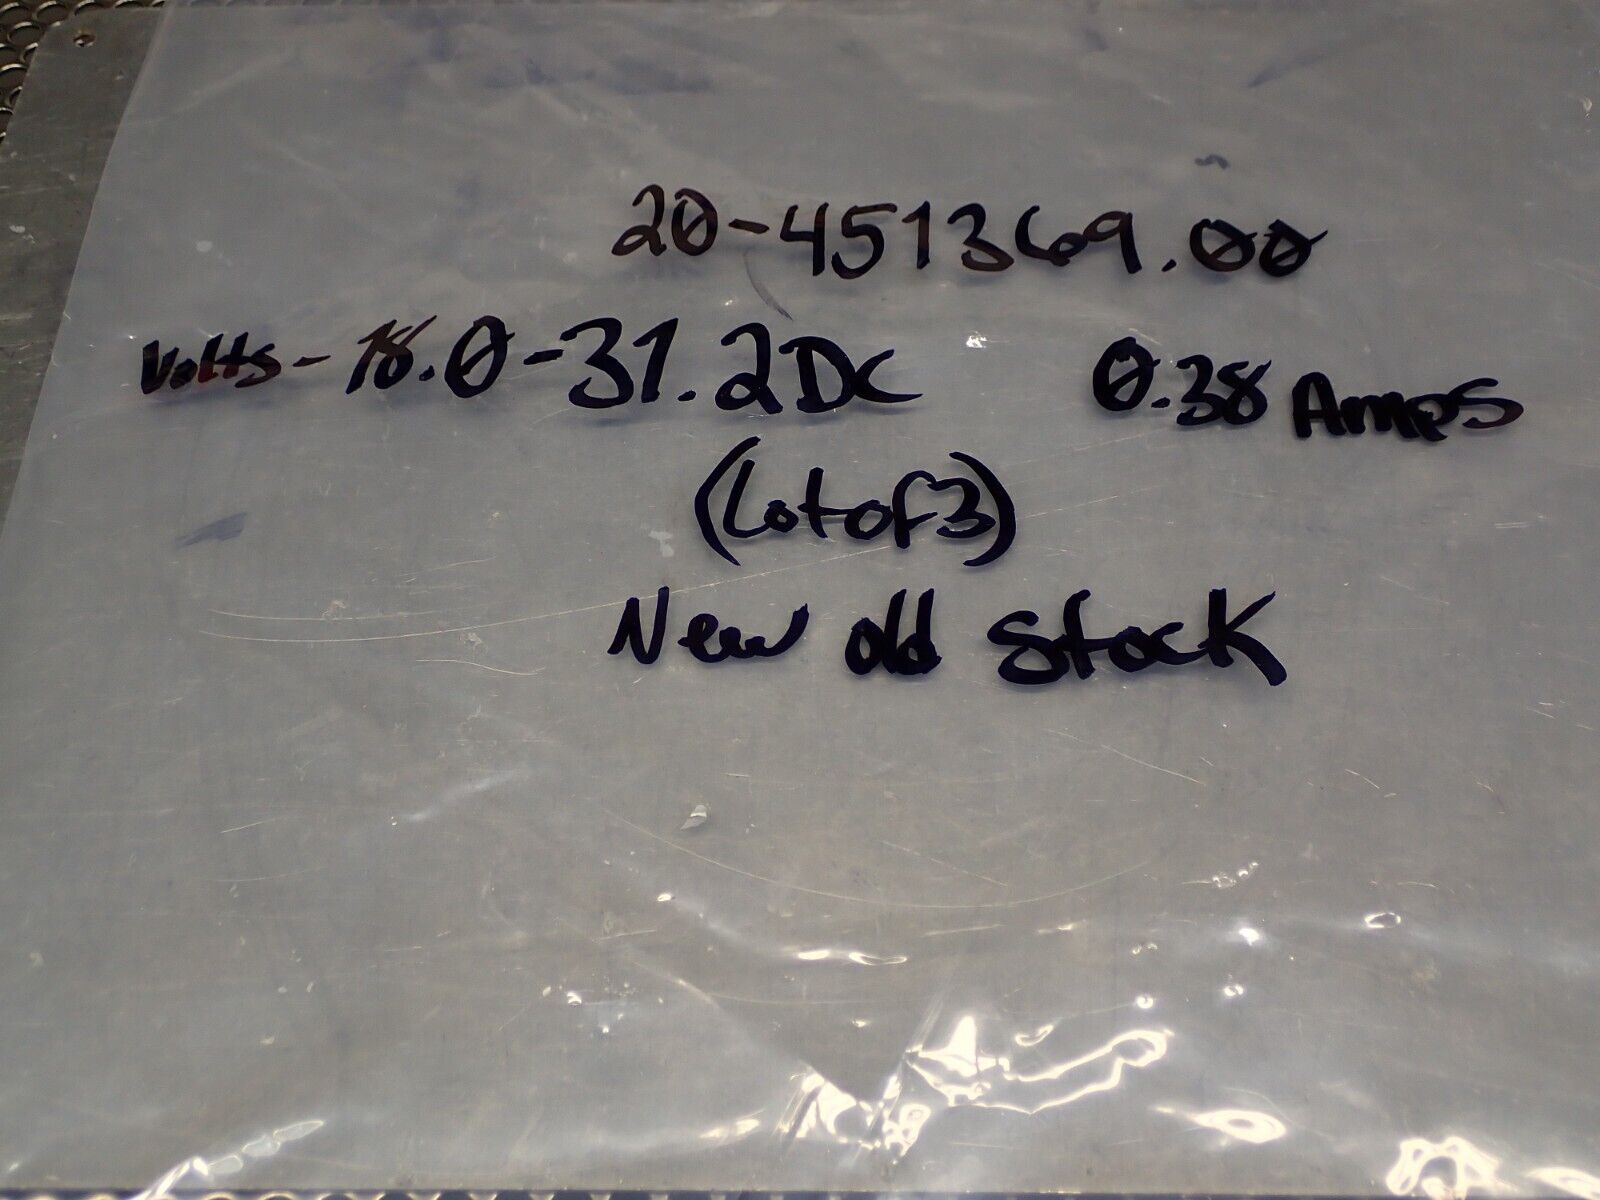 20-451369.00
Volts-18.0-31.2DC 0.38 Amps
(Lot of 3)
New old stock